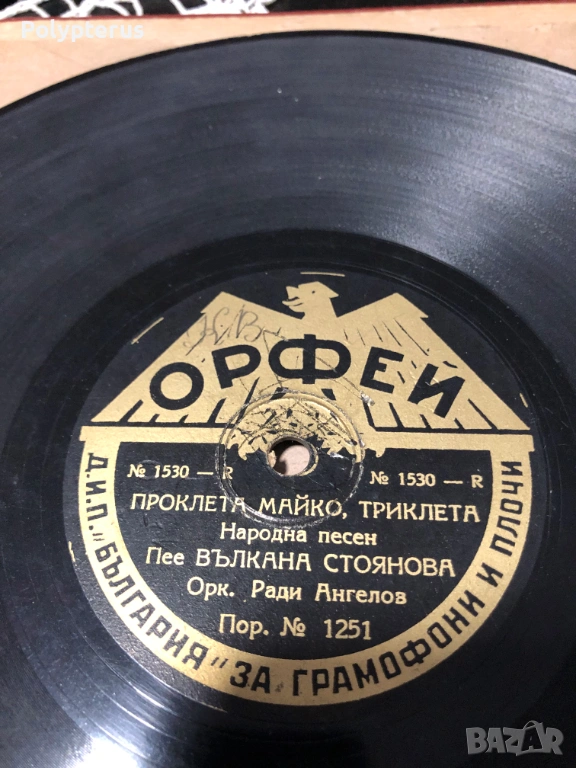 Polypterus
ОРФЕЙ
№ 1530 — R № 1530 — R
ПРОКЛЕТА МАЙКО, ТРИКЛЕТА
Народна песен
Пее ВЪЛКАНА СТОЯНОВА
Орк. Ради Ангелов
Пор. № 1251
Д.И.П. „БЪЛГАРИЯ" ЗА ГРАМОФОНИ И ПЛОЧИ
BAZAR